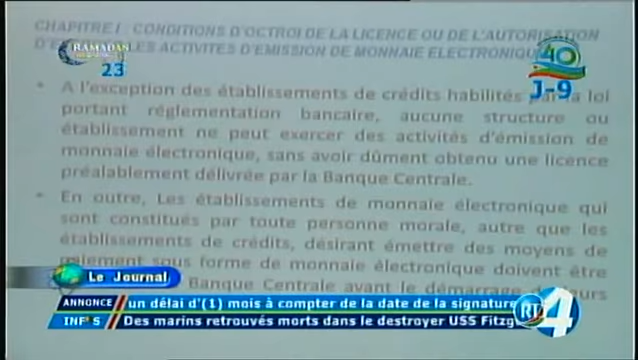 CHAPITRE I : CONDITIONS D'OCTROI DE LA LICENCE OU DE L'AUTORISATION
LES ACTIVITES D'EMISSION DE MONNAIE ELECTRONIQUE
RAMADAN
23
40
J-9
• A l'exception des établissements de crédits habilités par la loi
portant réglementation bancaire, aucune structure ou
établissement ne peut exercer des activités d'émission de
monnaie électronique, sans avoir dûment obtenu une licence
préalablement délivrée par la Banque Centrale.
• En outre, Les établissements de monnaie électronique qui
sont constitués par toute personne morale, autre que les
établissements de crédits, désirant émettre des moyens de
paiement sous forme de monnaie électronique doivent être
Banque Centrale avant le démarrage de leurs
Le Journal
ANNONCE un délai d'(1) mois à compter de la date de la signature
INF'S Des marins retrouvés morts dans le destroyer USS
RT 4